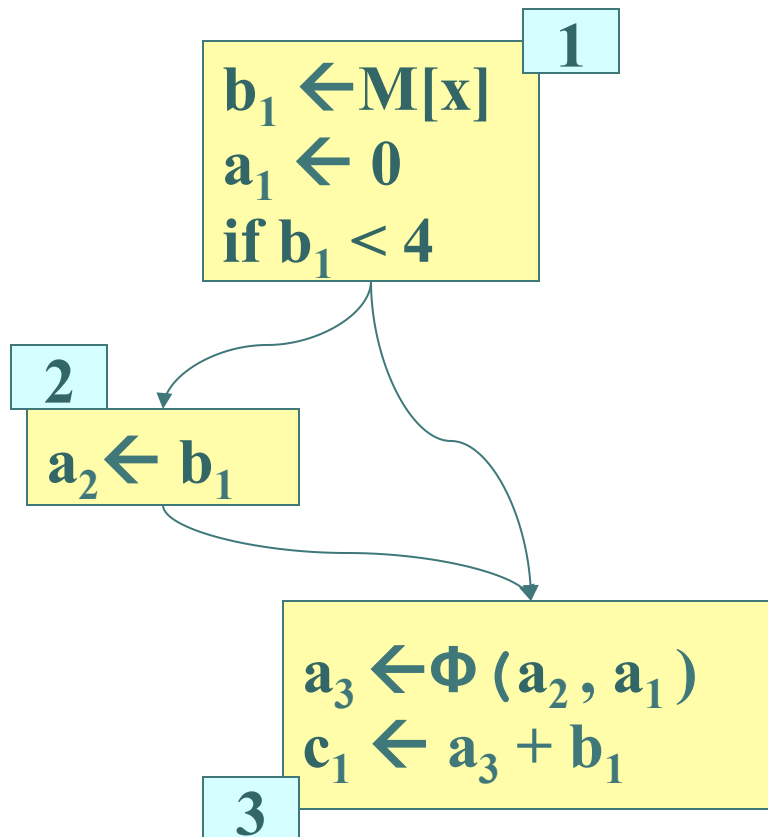 1
b₁ ←M[x]
a₁ ← 0
if b₁ < 4
2
a₂← b₁
a₃ ←Φ(a₂, a₁)
c₁ ← a₃ + b₁
3